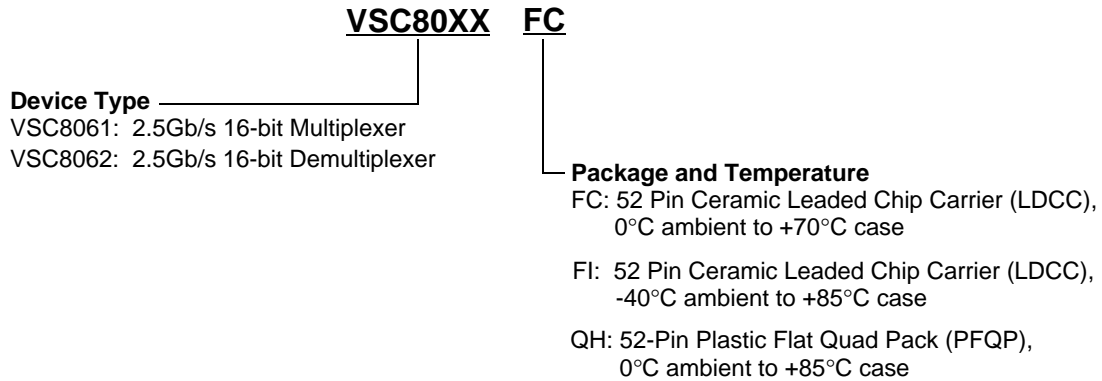 VSC80XX FC
Device Type
VSC8061: 2.5Gb/s 16-bit Multiplexer
VSC8062: 2.5Gb/s 16-bit Demultiplexer
Package and Temperature
FC: 52 Pin Ceramic Leaded Chip Carrier (LDCC),
0°C ambient to +70°C case
FI: 52 Pin Ceramic Leaded Chip Carrier (LDCC),
-40°C ambient to +85°C case
QH: 52-Pin Plastic Flat Quad Pack (PFQP),
0°C ambient to +85°C case